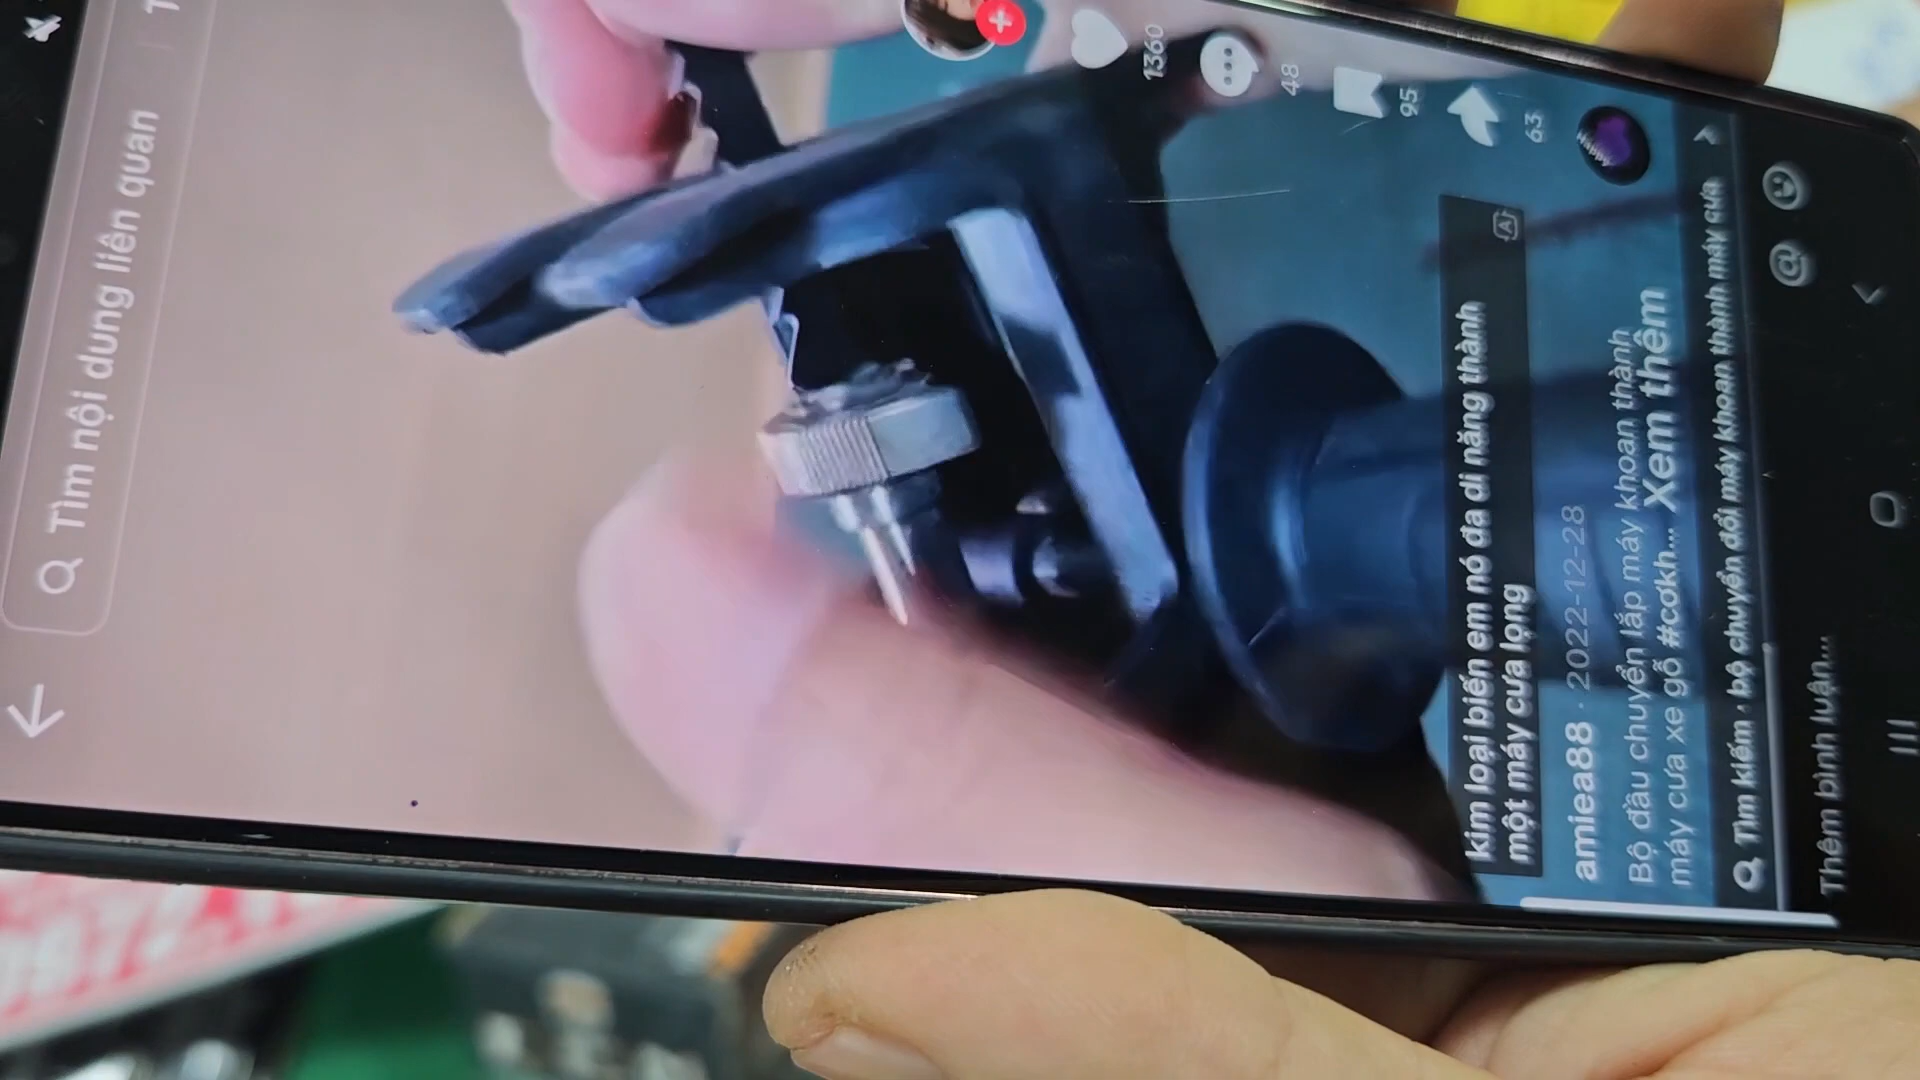 Tìm nội dung liên quan
1360
48
95
63
kim loại biến em nó đa di năng thành
một máy cưa lọng
amiea88 · 2022-12-28
Bộ đầu chuyển lắp máy khoan thành
máy cưa xe gỗ #cơkh... Xem thêm
Tìm kiếm · bộ chuyển đổi máy khoan thành máy cưa
Thêm bình luận...